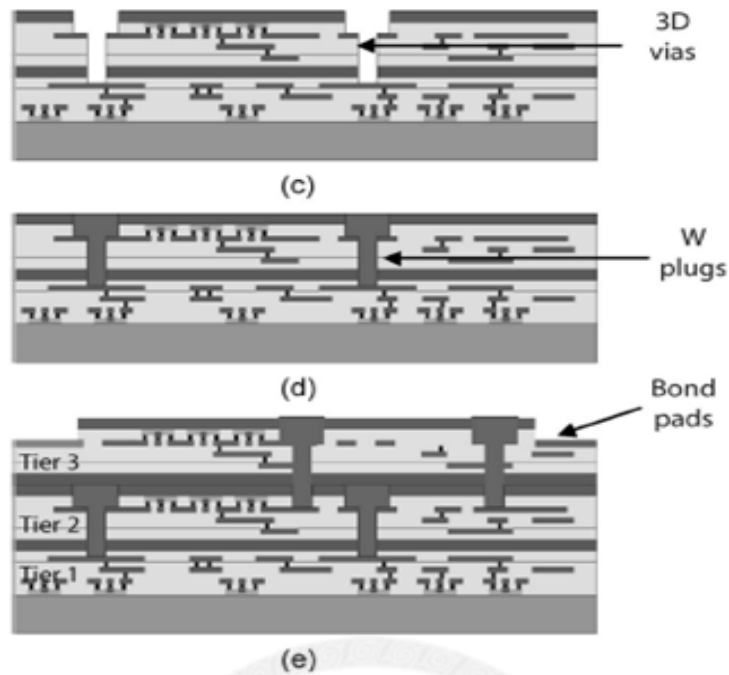 3D
vias
(c)
W
plugs
(d)
Bond
pads
Tier 3
Tier 2
Tier 1
(e)